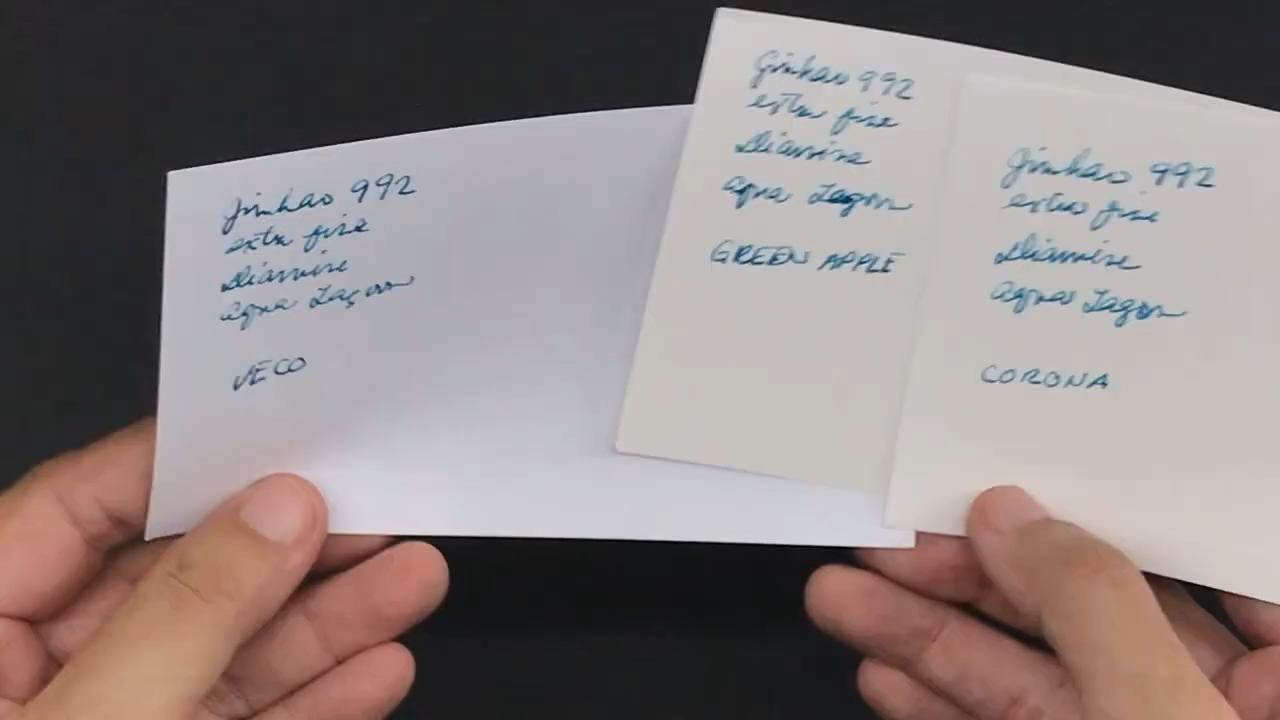 Jinhao 992
extra fine
Diamine
Aqua Lagoon
VECO
Jinhao 992
extra fine
Diamine
Aqua Lagoon
GREEN APPLE
Jinhao 992
extra fine
Diamine
Aqua Lagoon
CORONA